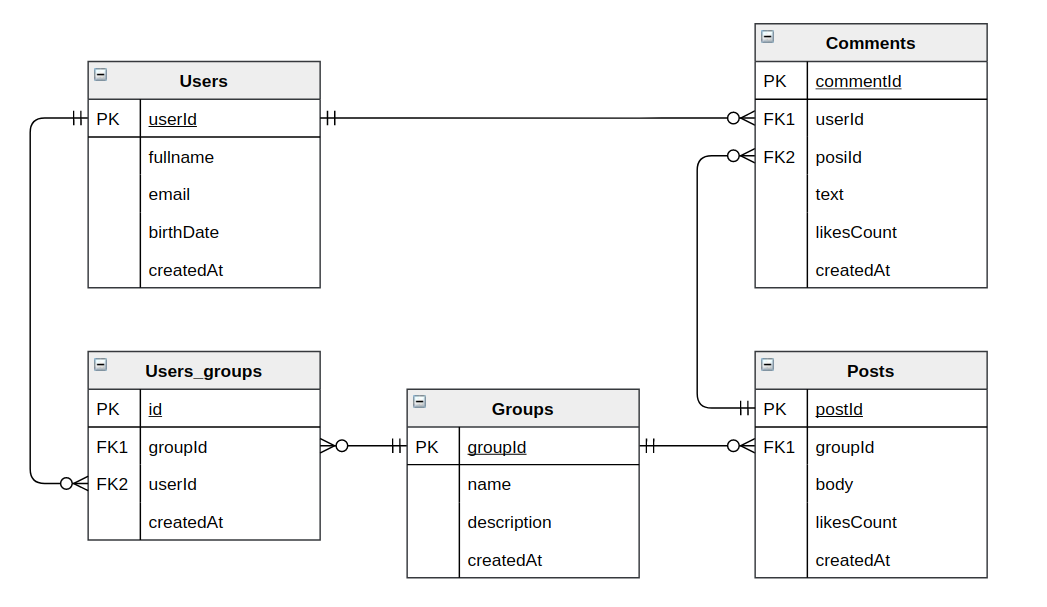 Users
PK userId
fullname
email
birthDate
createdAt
Comments
PK commentId
FK1 userId
FK2 posiId
text
likesCount
createdAt
Users_groups
PK id
FK1 groupId
FK2 userId
createdAt
Groups
PK groupId
name
description
createdAt
Posts
PK postId
FK1 groupId
body
likesCount
createdAt